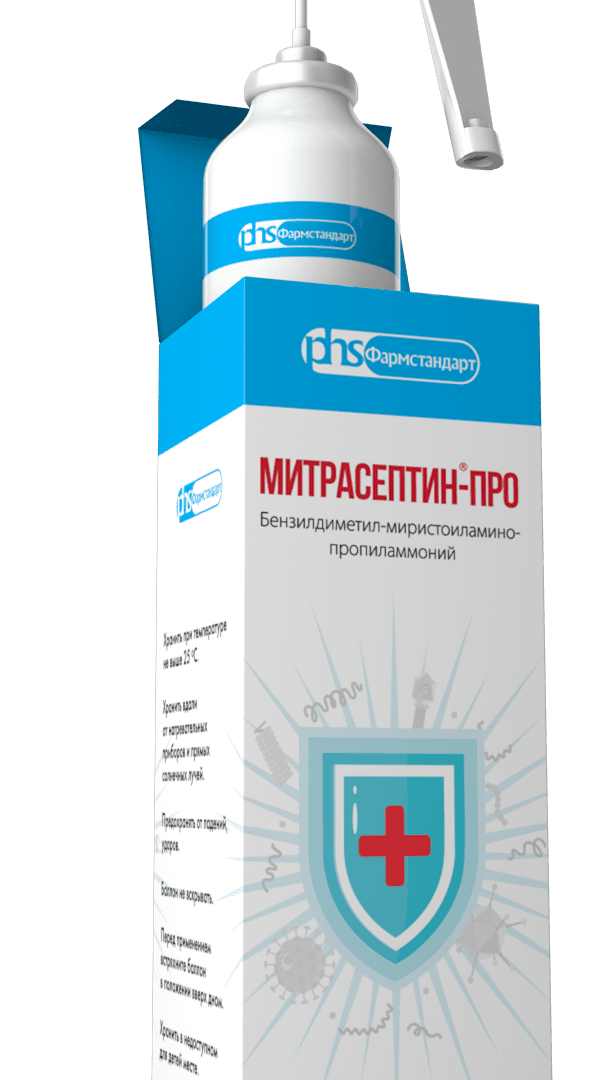 phs Фармстандарт
phs Фармстандарт
МИТРАСЕПТИН®-ПРО
Бензилдиметил-миристоиламино-
пропиламмоний
phs Фармстандарт
Хранить при температуре
не выше 25 °С.
Хранить вдали
от нагревательных
приборов и прямых
солнечных лучей.
Предохранять от падений,
ударов.
Баллон не вскрывать.
Перед применением
встряхните баллон
в положении вверх дном.
Хранить в недоступном
для детей месте.